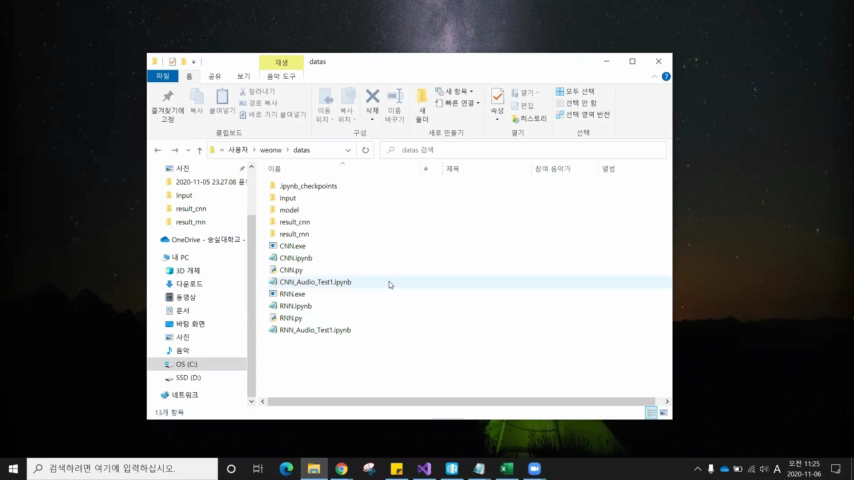 재생
datas
파일
홈
공유
보기
음악 도구
즐겨찾기에
고정
복사
붙여넣기
잘라내기
경로 복사
바로 가기 붙여넣기
클립보드
이동
위치
복사
위치
삭제
이름
바꾸기
구성
새
폴더
새 항목
빠른 연결
새로 만들기
속성
열기
편집
히스토리
열기
모두 선택
선택 안 함
선택 영역 반전
선택
사용자
weonw
datas
datas 검색
이름
#
제목
참여 음악가
앨범
사진
2020-11-05 23.27.08
input
result_cnn
result_rnn
OneDrive - 숭실대학교 -
내 PC
3D 개체
다운로드
동영상
문서
바탕 화면
사진
음악
OS (C:)
SSD (D:)
네트워크
.ipynb_checkpoints
input
model
result_cnn
result_rnn
CNN.exe
CNN.ipynb
CNN.py
CNN_Audio_Test1.ipynb
RNN.exe
RNN.ipynb
RNN.py
RNN_Audio_Test1.ipynb
13개 항목
검색하려면 여기에 입력하십시오.
A
오전 11:25
2020-11-06